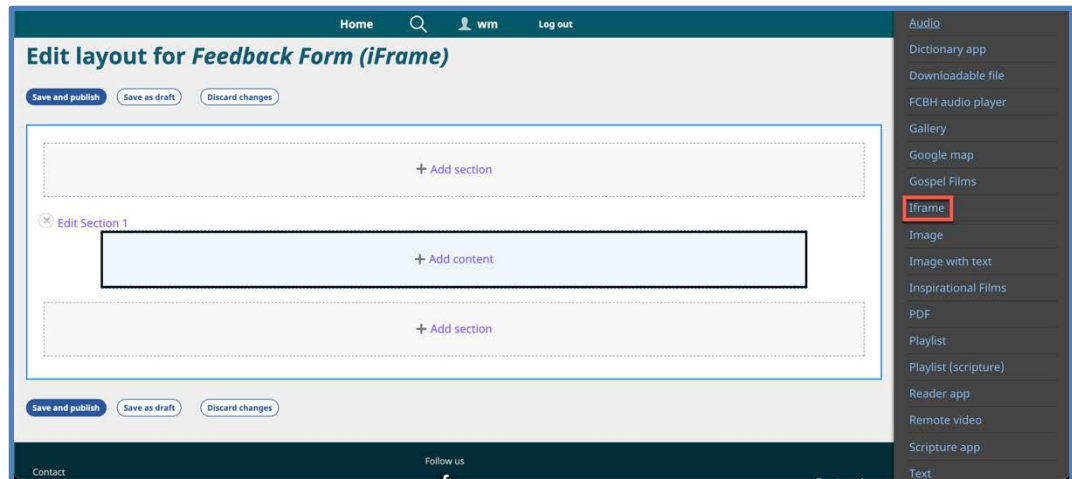 Home wm Log out
Edit layout for Feedback Form (iFrame)
Save and publish Save as draft Discard changes
+ Add section
Edit Section 1
+ Add content
+ Add section
Save and publish Save as draft Discard changes
Follow us
Contact
Audio
Dictionary app
Downloadable file
FCBH audio player
Gallery
Google map
Gospel Films
Iframe
Image
Image with text
Inspirational Films
PDF
Playlist
Playlist (scripture)
Reader app
Remote video
Scripture app
Text